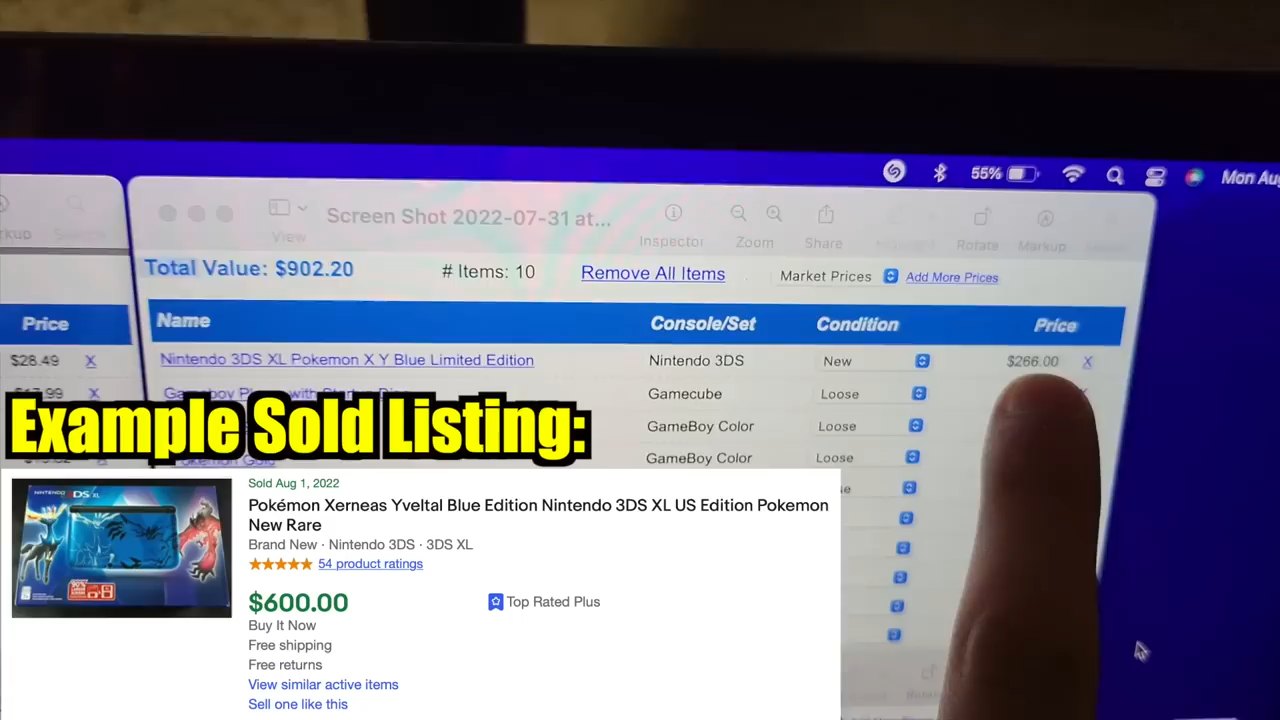 55%
Mon Aug
Screen Shot 2022-07-31 at...
View
Inspector
Zoom
Share
Rotate
Markup
Total Value: $902.20
# Items: 10
Remove All Items
Market Prices
Add More Prices
Price
Name
Console/Set
Condition
Price
$28.49 X
Nintendo 3DS XL Pokemon X Y Blue Limited Edition
Nintendo 3DS
New
$266.00 X
X
Gamecube
Loose
GameBoy Color
Loose
GameBoy Color
Loose
Example Sold Listing:
NINTENDO 3DS XL
Sold Aug 1, 2022
Pokémon Xerneas Yveltal Blue Edition Nintendo 3DS XL US Edition Pokemon
New Rare
Brand New · Nintendo 3DS · 3DS XL
54 product ratings
$600.00
Top Rated Plus
Buy It Now
Free shipping
Free returns
View similar active items
Sell one like this